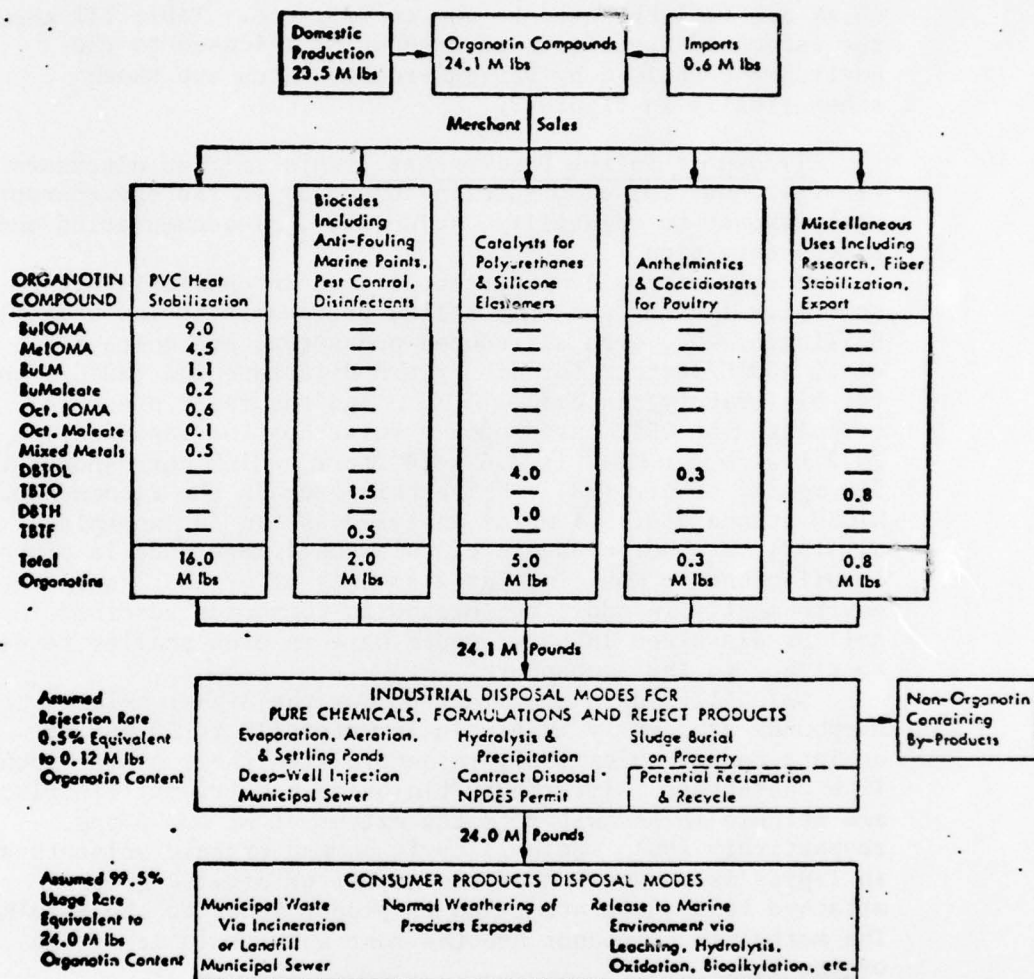 Domestic
Production
23.5 M lbs
Organotin Compounds
24.1 M lbs
Imports
0.6 M lbs
Merchant Sales
ORGANOTIN
COMPOUND
PVC Heat
Stabilization
Biocides
Including
Anti-Fouling
Marine Paints,
Pest Control,
Disinfectants
Catalysts for
Polyurethanes
& Silicone
Elastomers
Anthelmintics
& Coccidiostats
for Poultry
Miscellaneous
Uses Including
Research, Fiber
Stabilization,
Export
BuIOMA 9.0 — — — —
MeIOMA 4.5 — — — —
BuLM 1.1 — — — —
BuMaleate 0.2 — — — —
Oct. IOMA 0.6 — — — —
Oct. Maleate 0.1 — — — —
Mixed Metals 0.5 — — — —
DBTDL — — 4.0 0.3 —
TBTO — 1.5 — — 0.8
DBTH — — 1.0 — —
TBTF — 0.5 — — —
Total 16.0 2.0 5.0 0.3 0.8
Organotins M lbs M lbs M lbs M lbs M lbs
24.1 M Pounds
Assumed
Rejection Rate
0.5% Equivalent
to 0.12 M lbs
Organotin Content
INDUSTRIAL DISPOSAL MODES FOR
PURE CHEMICALS, FORMULATIONS AND REJECT PRODUCTS
Evaporation, Aeration,
& Settling Ponds
Deep-Well Injection
Municipal Sewer
Hydrolysis &
Precipitation
Contract Disposal
NPDES Permit
Sludge Burial
on Property
Potential Reclamation
& Recycle
Non-Organotin
Containing
By-Products
24.0 M Pounds
Assumed 99.5%
Usage Rate
Equivalent to
24.0 M lbs
Organotin Content
CONSUMER PRODUCTS DISPOSAL MODES
Municipal Waste
Via Incineration
or Landfill
Municipal Sewer
Normal Weathering of
Products Exposed
Release to Marine
Environment via
Leaching, Hydrolysis,
Oxidation, Bioalkylation, etc.